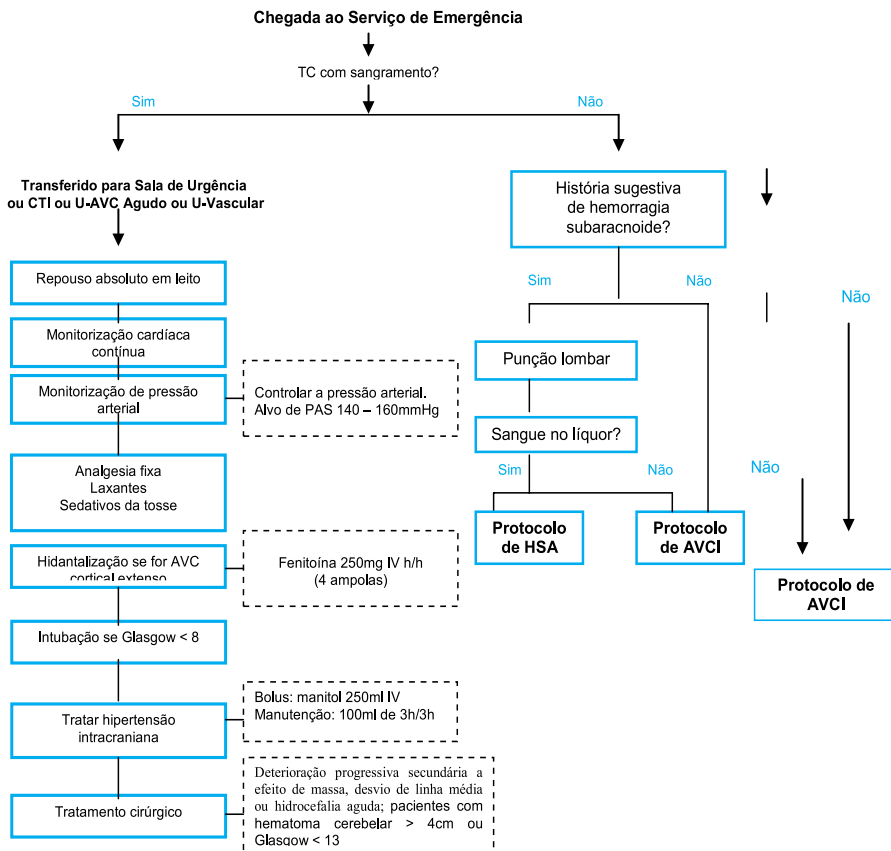 Chegada ao Serviço de Emergência
TC com sangramento?
Sim
Não
Transferido para Sala de Urgência
ou CTI ou U-AVC Agudo ou U-Vascular
Repouso absoluto em leito
Monitorização cardíaca
contínua
Monitorização de pressão
arterial
Controlar a pressão arterial.
Alvo de PAS 140 – 160mmHg
Analgesia fixa
Laxantes
Sedativos da tosse
Hidantalização se for AVC
cortical extenso
Fenitoína 250mg IV h/h
(4 ampolas)
Intubação se Glasgow < 8
Tratar hipertensão
intracraniana
Bolus: manitol 250ml IV
Manutenção: 100ml de 3h/3h
Tratamento cirúrgico
Deterioração progressiva secundária a
efeito de massa, desvio de linha média
ou hidrocefalia aguda; pacientes com
hematoma cerebelar > 4cm ou
Glasgow < 13
História sugestiva
de hemorragia
subaracnoide?
Sim
Não
Punção lombar
Sangue no líquor?
Sim
Não
Protocolo
de HSA
Protocolo
de AVCI
Não
Não
Protocolo de
AVCI